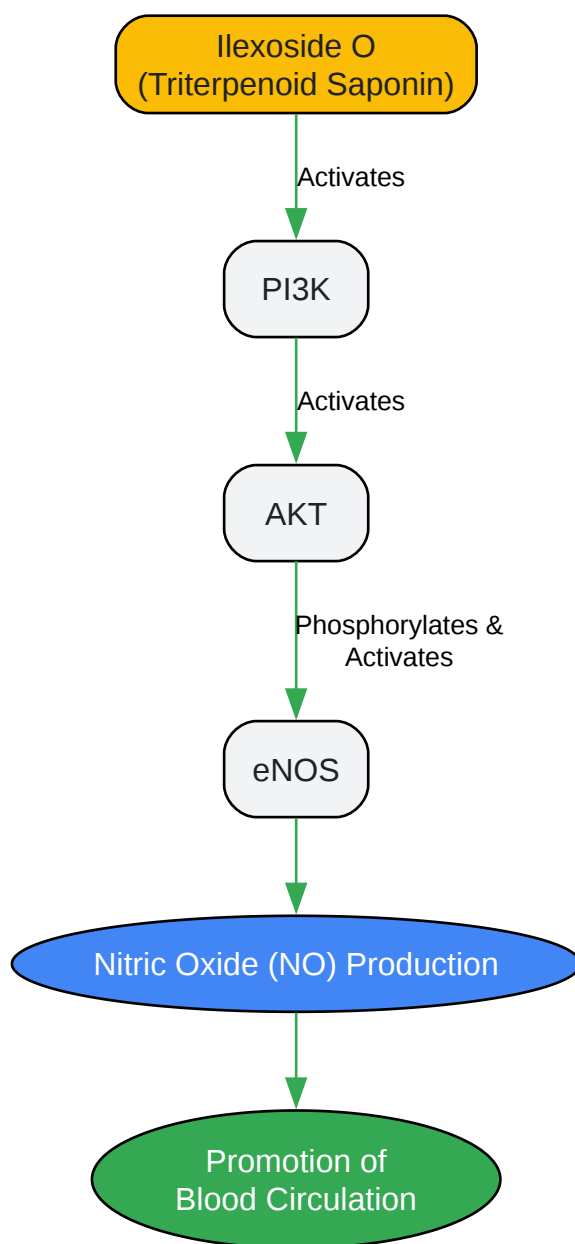 Ilexoside O
(Triterpenoid Saponin)
Activates
PI3K
Activates
AKT
Phosphorylates &
Activates
eNOS
Nitric Oxide (NO) Production
Promotion of
Blood Circulation